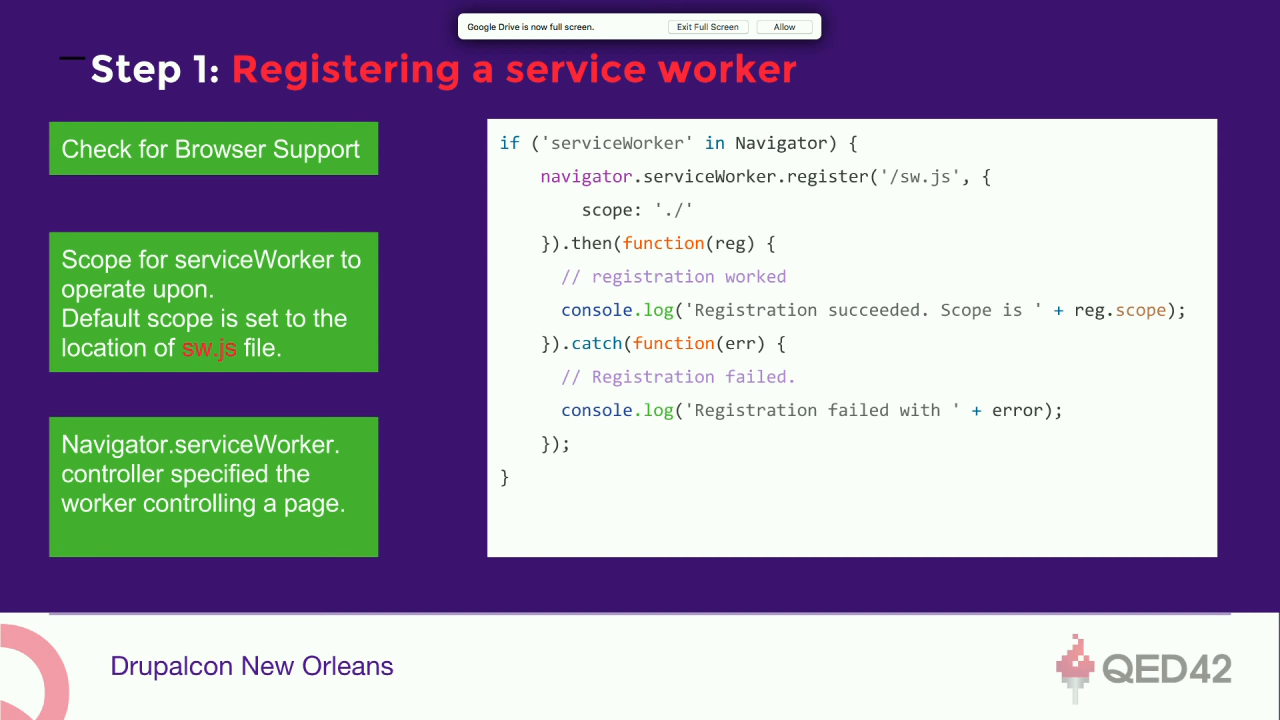 Google Drive is now full screen. Exit Full Screen Allow
Step 1: Registering a service worker
Check for Browser Support
Scope for serviceWorker to
operate upon.
Default scope is set to the
location of sw.js file.
Navigator.serviceWorker.
controller specified the
worker controlling a page.
if ('serviceWorker' in Navigator) {
navigator.serviceWorker.register('/sw.js', {
scope: './'
}).then(function(reg) {
// registration worked
console.log('Registration succeeded. Scope is ' + reg.scope);
}).catch(function(err) {
// Registration failed.
console.log('Registration failed with ' + error);
});
}
Drupalcon New Orleans
QED42